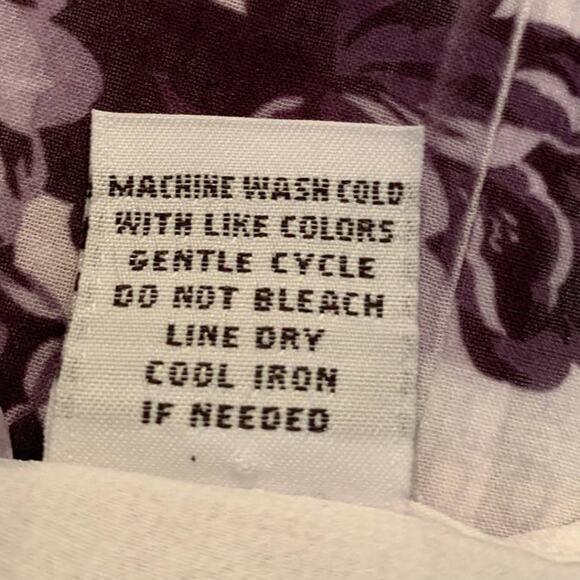 MACHINE WASH COLD
WITH LIKE COLORS
GENTLE CYCLE
DO NOT BLEACH
LINE DRY
COOL IRON
IF NEEDED